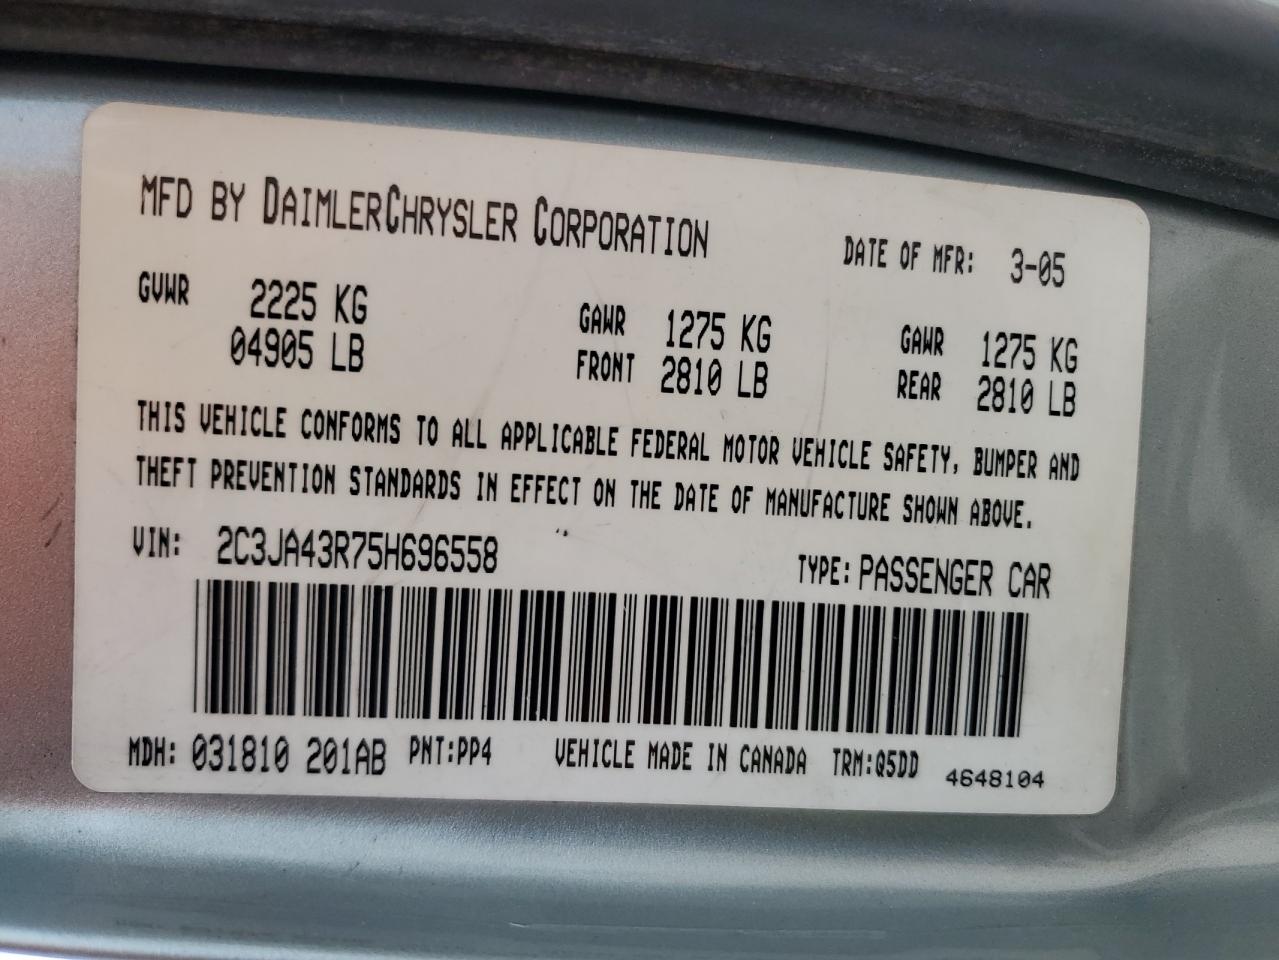 MFD BY DAIMLERCHRYSLER CORPORATION DATE OF MFR: 3-05
GVWR 2225 KG GAWR 1275 KG GAWR 1275 KG
04905 LB FRONT 2810 LB REAR 2810 LB
THIS VEHICLE CONFORMS TO ALL APPLICABLE FEDERAL MOTOR VEHICLE SAFETY, BUMPER AND
THEFT PREVENTION STANDARDS IN EFFECT ON THE DATE OF MANUFACTURE SHOWN ABOVE.
VIN: 2C3JA43R75H696558 TYPE: PASSENGER CAR
MDH: 031810 201AB PNT:PP4 VEHICLE MADE IN CANADA TRM:Q5DD 4648104